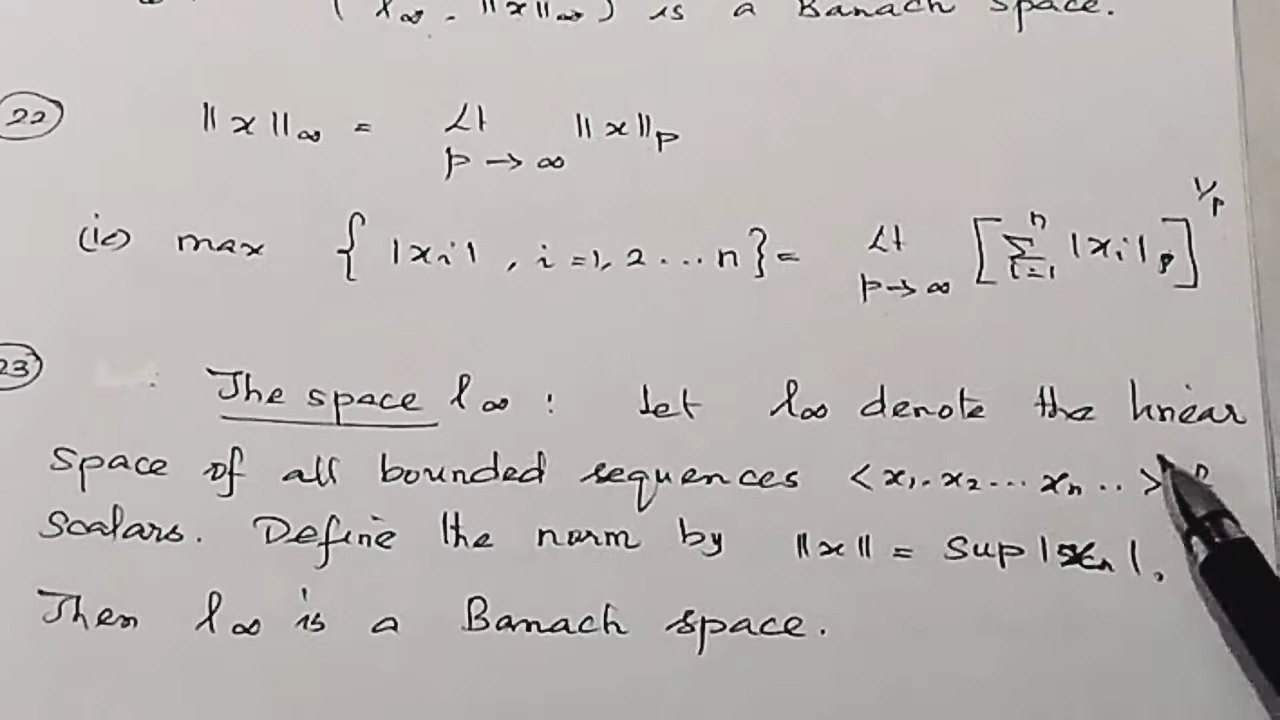 (l∞ - ||x||∞) is a Banach space.
22 ||x||∞ = Lt p → ∞ ||x||p
(ie) max { |xi| , i = 1, 2 ... n } = Lt p → ∞ [ Σ i=1 n |xi| p ] 1/p
23 The space l∞ : Let l∞ denote the linear
space of all bounded sequences < x1, x2 ... xn .. >
scalars. Define the norm by ||x|| = Sup |xn|.
Then l∞ is a Banach space.